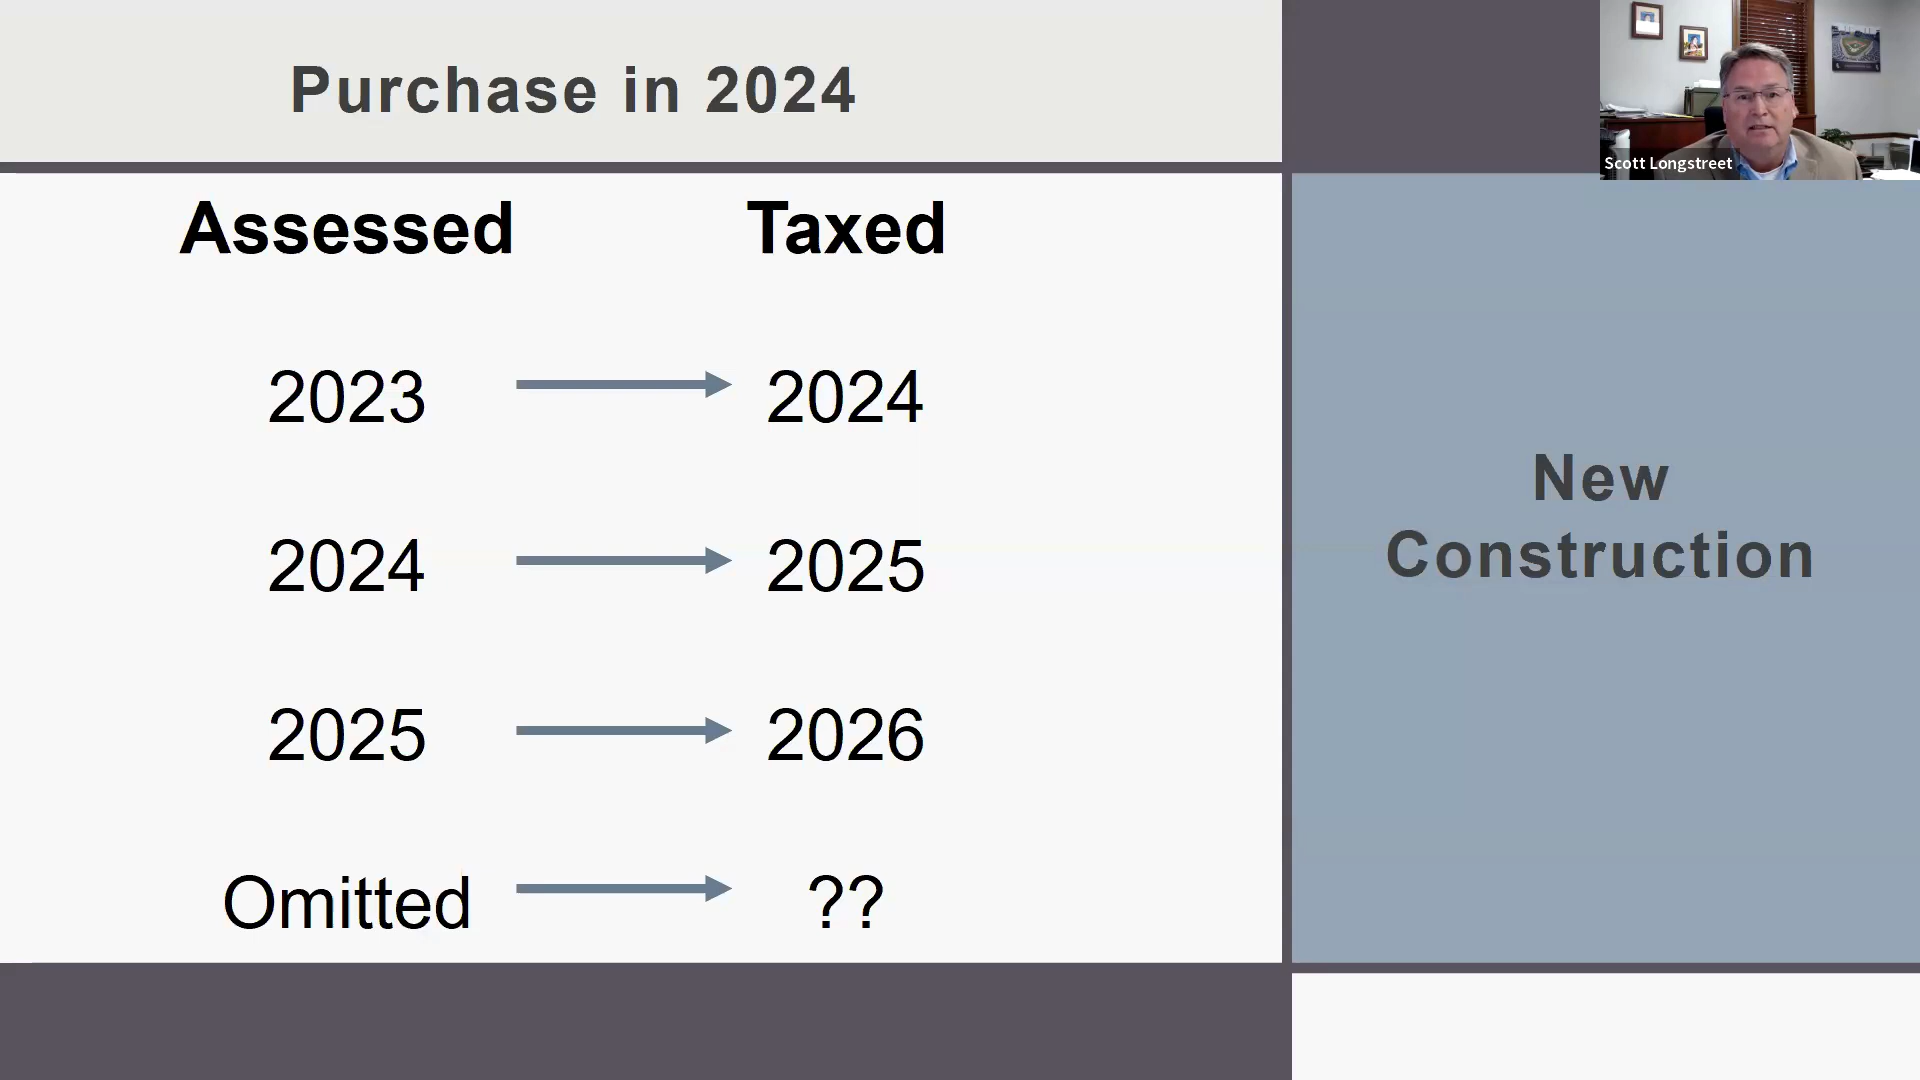 Purchase in 2024
Scott Longstreet
Assessed Taxed
2023 2024
2024 2025
2025 2026
Omitted ??
New
Construction